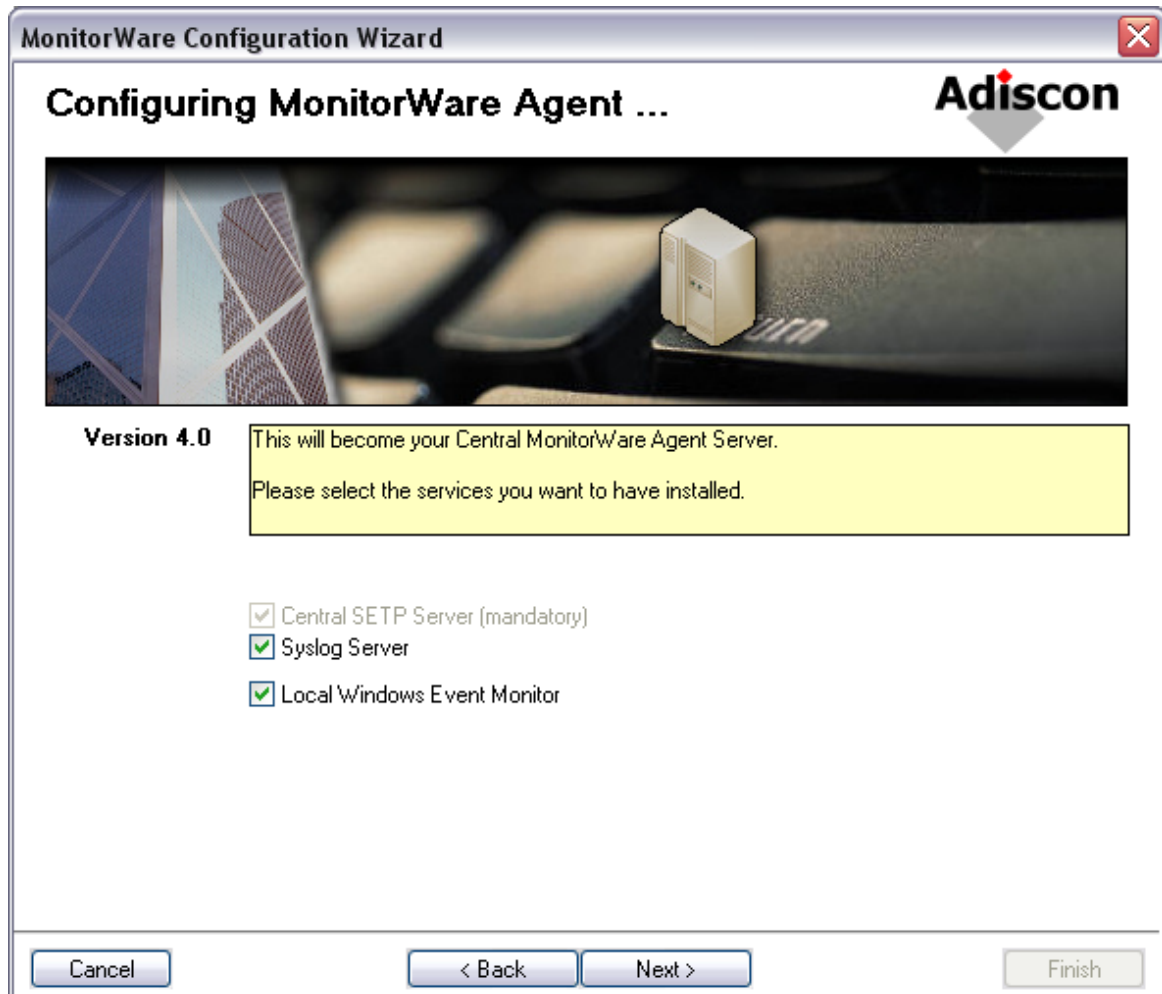 MonitorWare Configuration Wizard
Configuring MonitorWare Agent ...
Adiscon
urn
Version 4.0
This will become your Central MonitorWare Agent Server.
Please select the services you want to have installed.
Central SETP Server (mandatory)
Syslog Server
Local Windows Event Monitor
Cancel
< Back
Next >
Finish